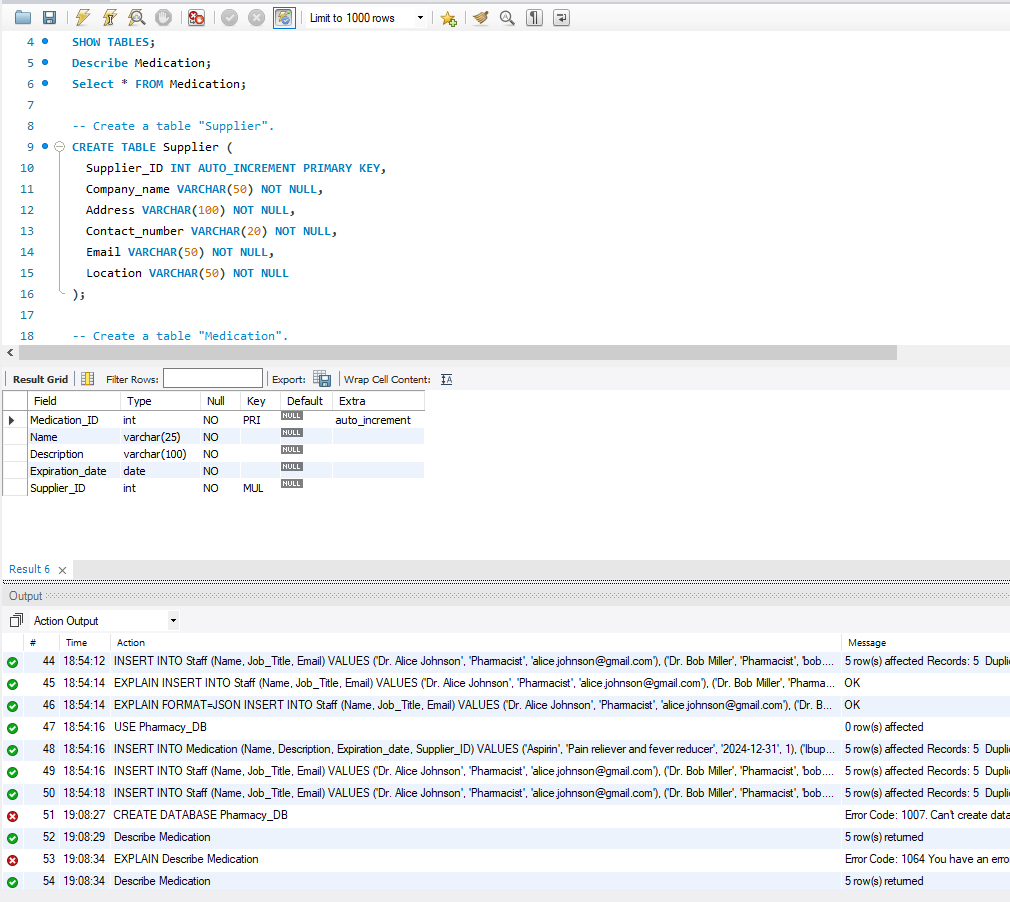 Limit to 1000 rows
4 SHOW TABLES;
5 Describe Medication;
6 Select * FROM Medication;
7
8 -- Create a table "Supplier".
9 CREATE TABLE Supplier (
10 Supplier_ID INT AUTO_INCREMENT PRIMARY KEY,
11 Company_name VARCHAR(50) NOT NULL,
12 Address VARCHAR(100) NOT NULL,
13 Contact_number VARCHAR(20) NOT NULL,
14 Email VARCHAR(50) NOT NULL,
15 Location VARCHAR(50) NOT NULL
16 );
17
18 -- Create a table "Medication".
Result Grid Filter Rows: Export: Wrap Cell Content: IA
Field Type Null Key Default Extra
Medication_ID int NO PRI NULL auto_increment
Name varchar(25) NO NULL
Description varchar(100) NO NULL
Expiration_date date NO NULL
Supplier_ID int NO MUL NULL
Result 6
Output
Action Output
# Time Action Message
44 18:54:12 INSERT INTO Staff (Name, Job_Title, Email) VALUES ('Dr. Alice Johnson', 'Pharmacist', 'alice.johnson@gmail.com'), ('Dr. Bob Miller', 'Pharmacist', 'bob.... 5 row(s) affected Records: 5 Duplic
45 18:54:14 EXPLAIN INSERT INTO Staff (Name, Job_Title, Email) VALUES ('Dr. Alice Johnson', 'Pharmacist', 'alice.johnson@gmail.com'), ('Dr. Bob Miller', 'Pharma... OK
46 18:54:14 EXPLAIN FORMAT=JSON INSERT INTO Staff (Name, Job_Title, Email) VALUES ('Dr. Alice Johnson', 'Pharmacist', 'alice.johnson@gmail.com'), ('Dr. B... OK
47 18:54:16 USE Pharmacy_DB 0 row(s) affected
48 18:54:16 INSERT INTO Medication (Name, Description, Expiration_date, Supplier_ID) VALUES ('Aspirin', 'Pain reliever and fever reducer', '2024-12-31', 1), ('Ibup... 5 row(s) affected Records: 5 Duplic
49 18:54:16 INSERT INTO Staff (Name, Job_Title, Email) VALUES ('Dr. Alice Johnson', 'Pharmacist', 'alice.johnson@gmail.com'), ('Dr. Bob Miller', 'Pharmacist', 'bob.... 5 row(s) affected Records: 5 Duplic
50 18:54:18 INSERT INTO Staff (Name, Job_Title, Email) VALUES ('Dr. Alice Johnson', 'Pharmacist', 'alice.johnson@gmail.com'), ('Dr. Bob Miller', 'Pharmacist', 'bob.... 5 row(s) affected Records: 5 Duplic
51 19:08:27 CREATE DATABASE Pharmacy_DB Error Code: 1007. Can't create data
52 19:08:29 Describe Medication 5 row(s) returned
53 19:08:34 EXPLAIN Describe Medication Error Code: 1064 You have an erro
54 19:08:34 Describe Medication 5 row(s) returned